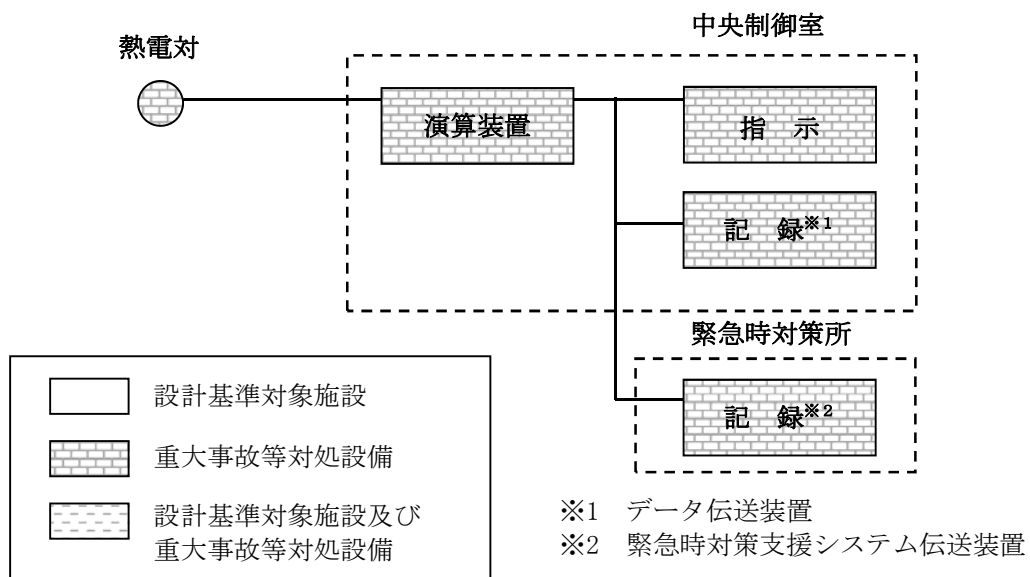 中央制御室
熱電対
演算装置
指 示
記 録※1
緊急時対策所
記 録※2
設計基準対象施設
重大事故等対処設備
設計基準対象施設及び
重大事故等対処設備
※1 データ伝送装置
※2 緊急時対策支援システム伝送装置